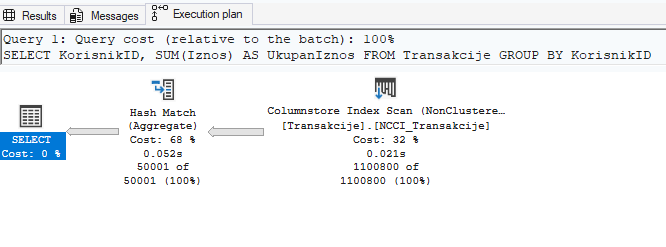 Results Messages Execution plan
Query 1: Query cost (relative to the batch): 100%
SELECT KorisnikID, SUM(Iznos) AS UkupanIznos FROM Transakcije GROUP BY KorisnikID
SELECT
Cost: 0 %
Hash Match
(Aggregate)
Cost: 68 %
0.052s
50001 of
50001 (100%)
Columnstore Index Scan (NonClustere…
[Transakcije].[NCCI_Transakcije]
Cost: 32 %
0.021s
1100800 of
1100800 (100%)